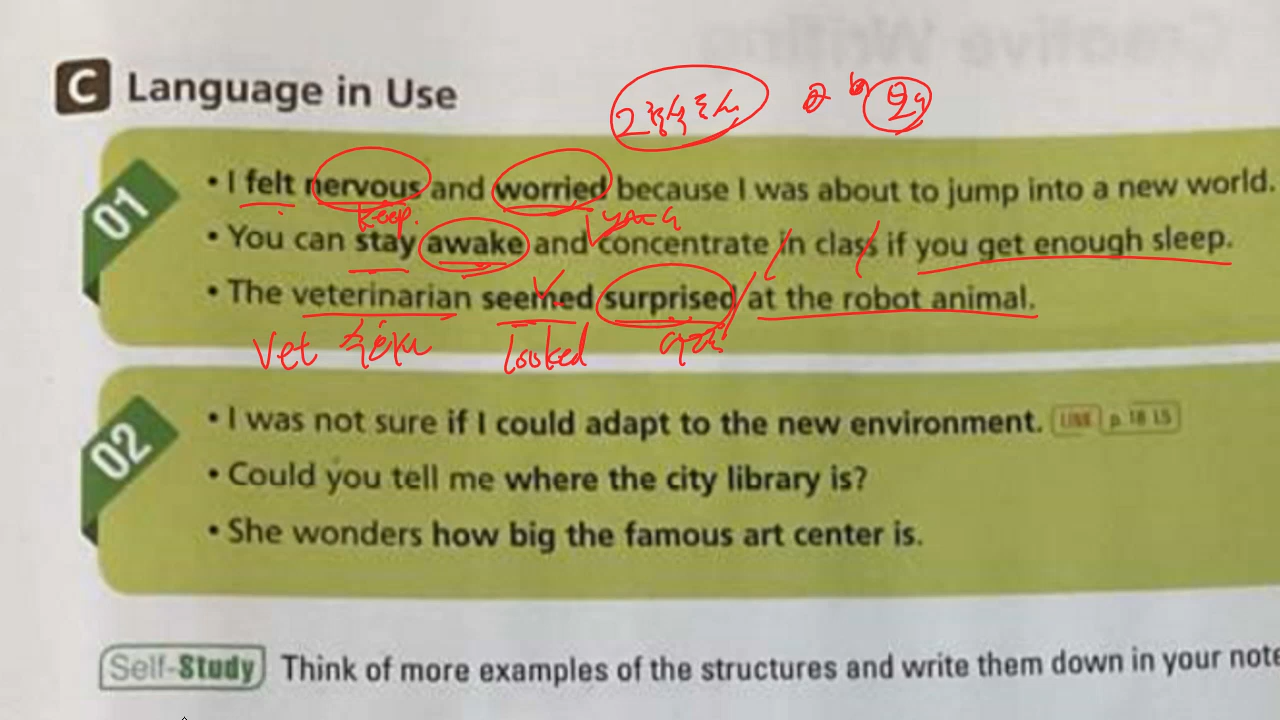 C Language in Use
01
• I felt nervous and worried because I was about to jump into a new world.
keep.
• You can stay awake and concentrate in class if you get enough sleep.
• The veterinarian seemed surprised at the robot animal.
vet
looked
02
• I was not sure if I could adapt to the new environment. LINK p. 18 L5
• Could you tell me where the city library is?
• She wonders how big the famous art center is.
Self-Study Think of more examples of the structures and write them down in your note